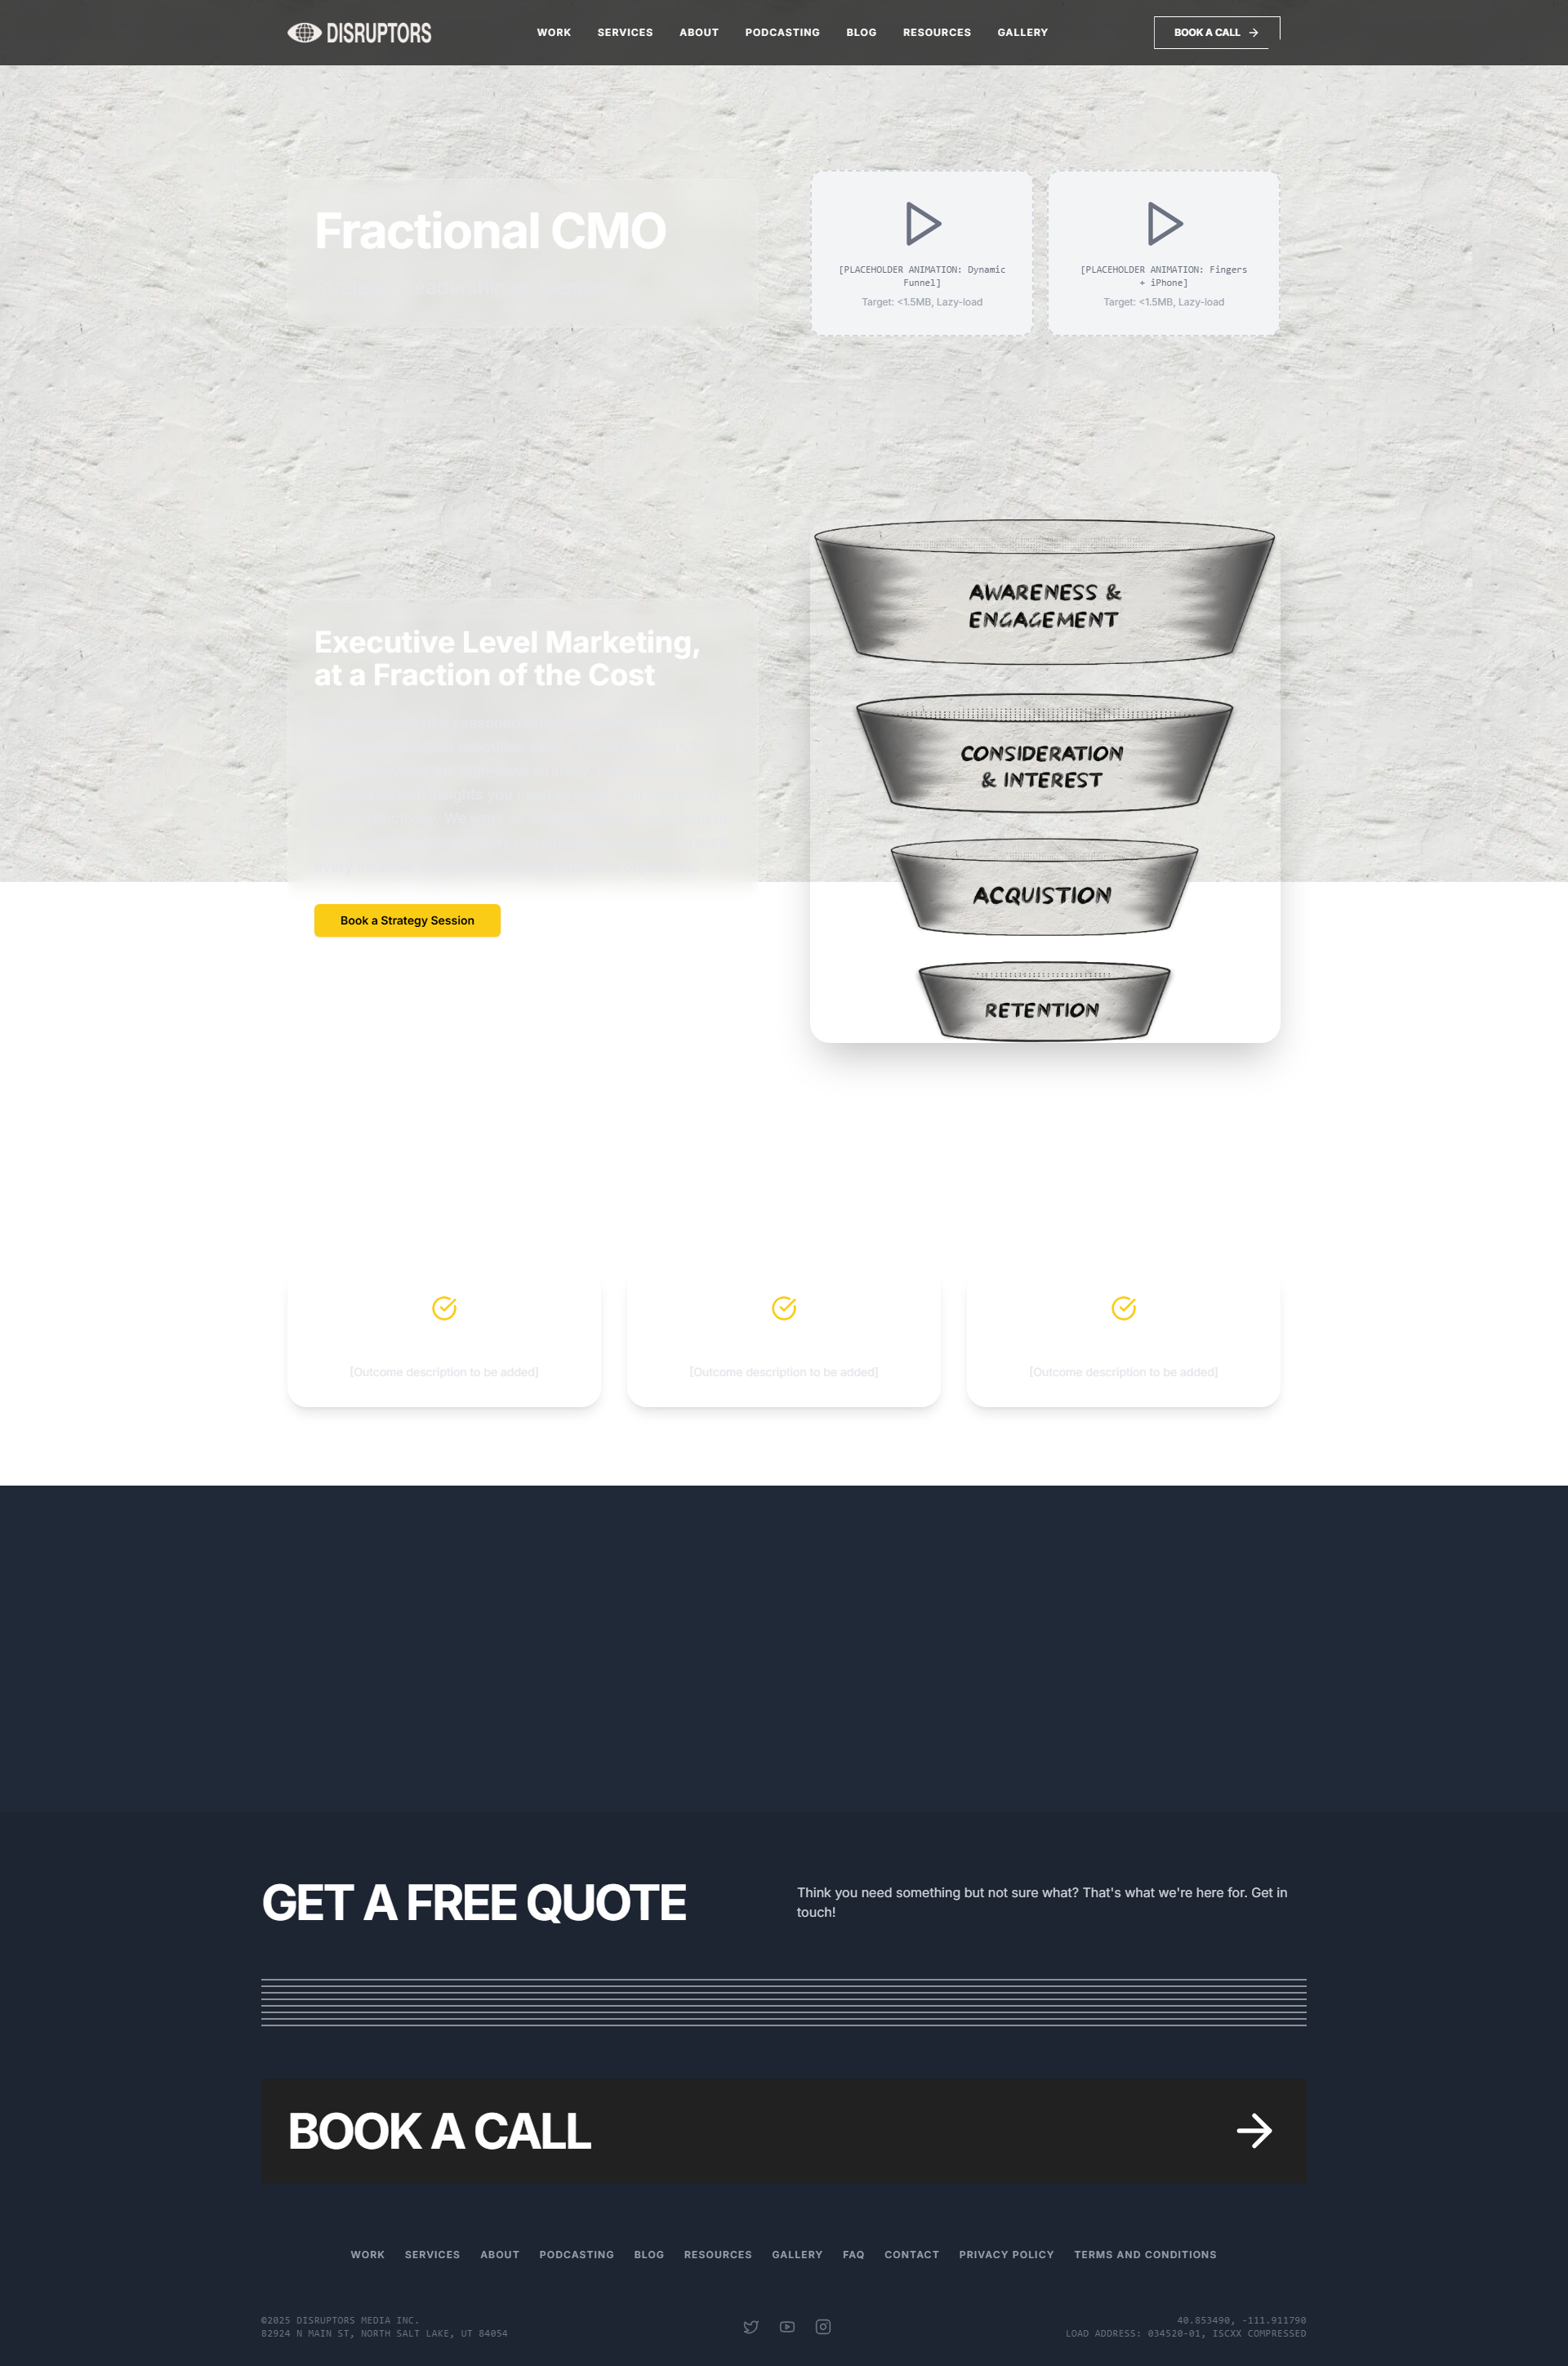 DISRUPTORS
WORK SERVICES ABOUT PODCASTING BLOG RESOURCES GALLERY
BOOK A CALL
Fractional CMO
[PLACEHOLDER ANIMATION: Dynamic
Funnel]
Target: <1.5MB, Lazy-load
[PLACEHOLDER ANIMATION: Fingers
+ iPhone]
Target: <1.5MB, Lazy-load
Executive Level Marketing,
at a Fraction of the Cost
Book a Strategy Session
AWARENESS &
ENGAGEMENT
CONSIDERATION
& INTEREST
ACQUISTION
RETENTION
[Outcome description to be added]
[Outcome description to be added]
[Outcome description to be added]
GET A FREE QUOTE
Think you need something but not sure what? That's what we're here for. Get in
touch!
BOOK A CALL
WORK SERVICES ABOUT PODCASTING BLOG RESOURCES GALLERY FAQ CONTACT PRIVACY POLICY TERMS AND CONDITIONS
©2025 DISRUPTORS MEDIA INC.
82924 N MAIN ST, NORTH SALT LAKE, UT 84054
40.853490, -111.911790
LOAD ADDRESS: 034520-01, ISCXX COMPRESSED